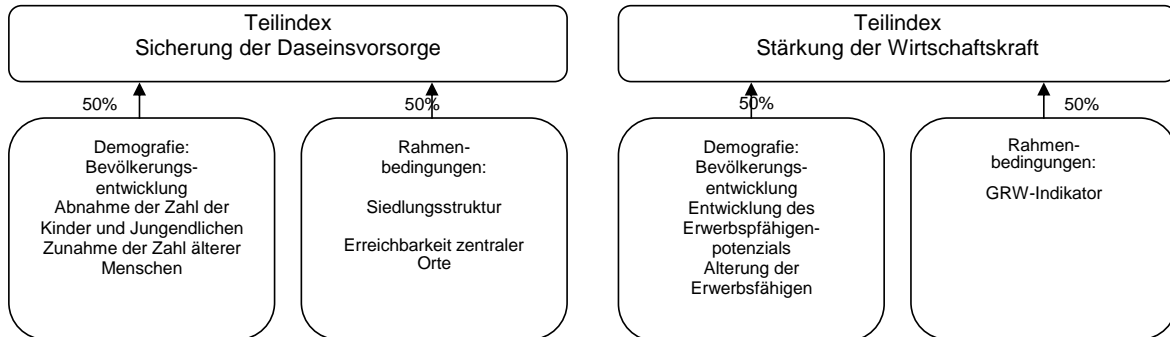 Teilindex
Sicherung der Daseinsvorsorge
50%
50%
Demografie:
Bevölkerungs-
entwicklung
Abnahme der Zahl der
Kinder und Jungendlichen
Zunahme der Zahl älterer
Menschen
Rahmen-
bedingungen:
Siedlungsstruktur
Erreichbarkeit zentraler
Orte
Teilindex
Stärkung der Wirtschaftskraft
50%
50%
Demografie:
Bevölkerungs-
entwicklung
Entwicklung des
Erwerbspfähigen-
potenzials
Alterung der
Erwerbsfähigen
Rahmen-
bedingungen:
GRW-Indikator